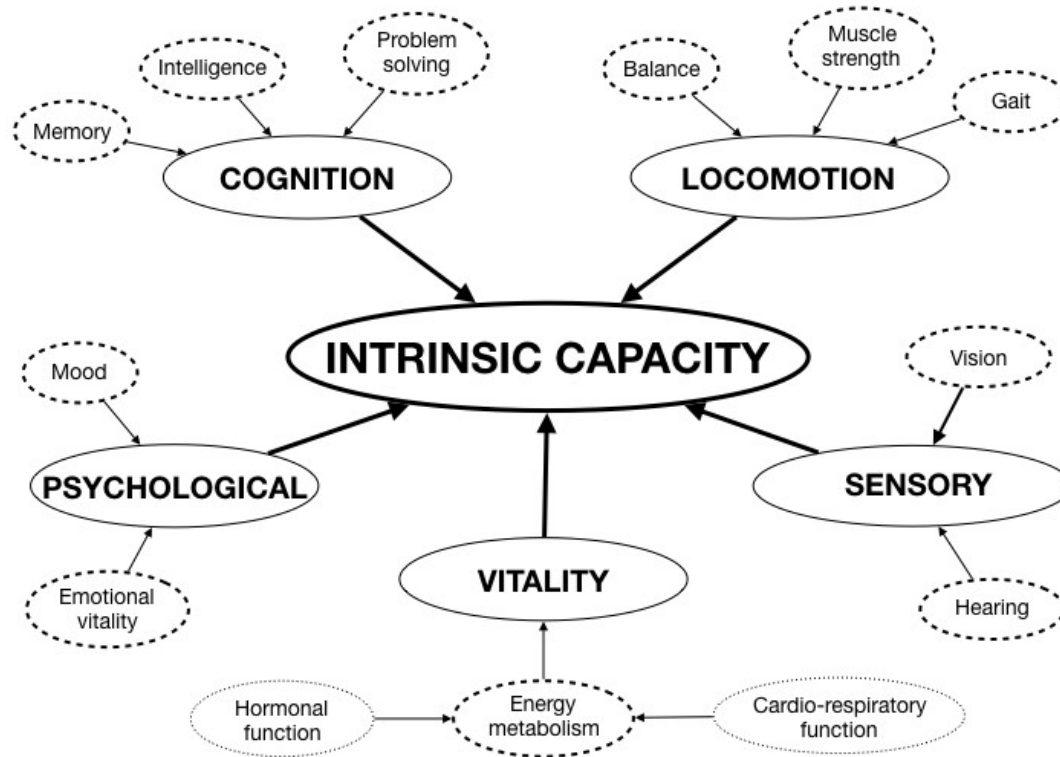 Problem
solving
Intelligence
Memory
COGNITION
Muscle
strength
Balance
Gait
LOCOMOTION
INTRINSIC CAPACITY
Mood
PSYCHOLOGICAL
Emotional
vitality
Vision
SENSORY
Hearing
VITALITY
Hormonal
function
Energy
metabolism
Cardio-respiratory
function